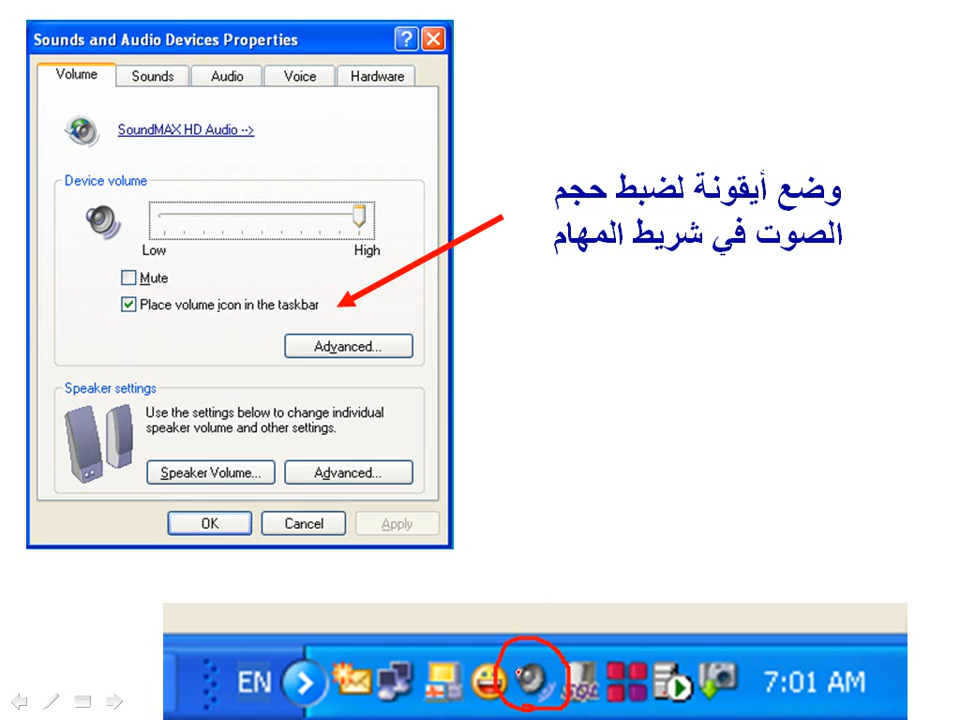 Sounds and Audio Devices Properties
Volume
Sounds
Audio
Voice
Hardware
SoundMAX HD Audio -->
Device volume
Low
High
Mute
Place volume icon in the taskbar
Advanced...
Speaker settings
Use the settings below to change individual
speaker volume and other settings.
Speaker Volume...
Advanced...
OK
Cancel
Apply
وضع أيقونة لضبط حجم
الصوت في شريط المهام
EN
SQL
7:01 AM